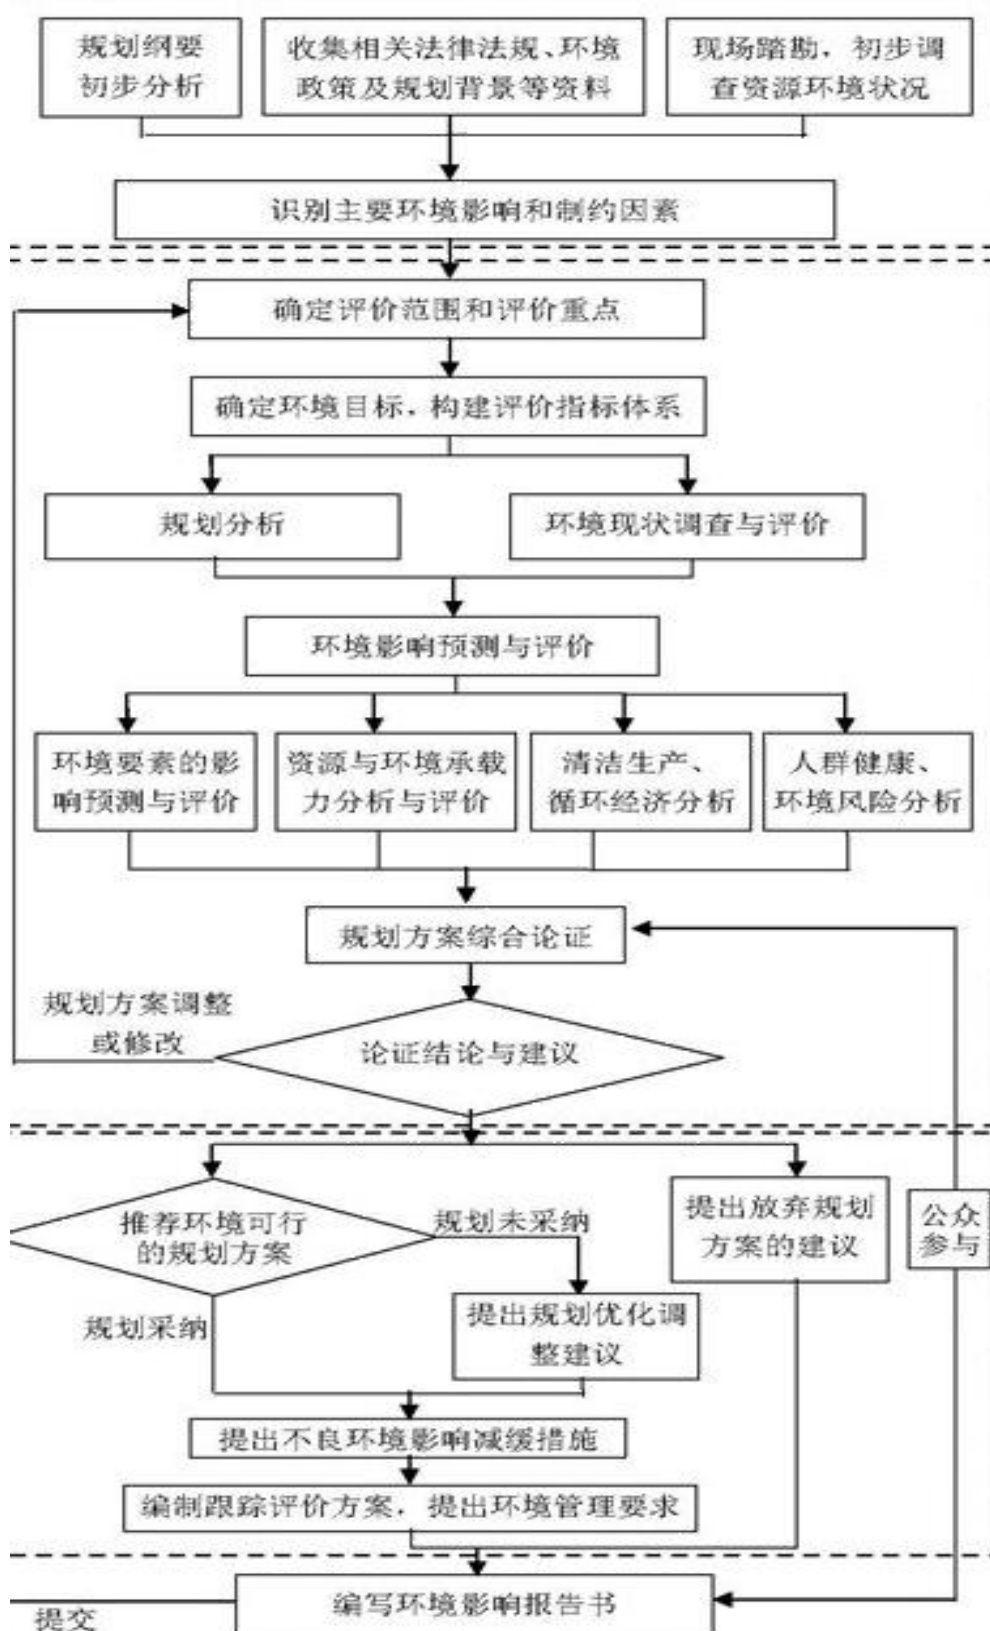 规划纲要
初步分析
收集相关法律法规、环境
政策及规划背景等资料
现场踏勘，初步调
查资源环境状况
识别主要环境影响和制约因素
确定评价范围和评价重点
确定环境目标，构建评价指标体系
规划分析
环境现状调查与评价
环境影响预测与评价
环境要素的影
响预测与评价
资源与环境承载
力分析与评价
清洁生产、
循环经济分析
人群健康、
环境风险分析
规划方案综合论证
规划方案调整
或修改
论证结论与建议
推荐环境可行
的规划方案
规划未采纳
提出放弃规划
方案的建议
公众
参与
规划采纳
提出规划优化调
整建议
提出不良环境影响减缓措施
编制跟踪评价方案，提出环境管理要求
编写环境影响报告书
提交